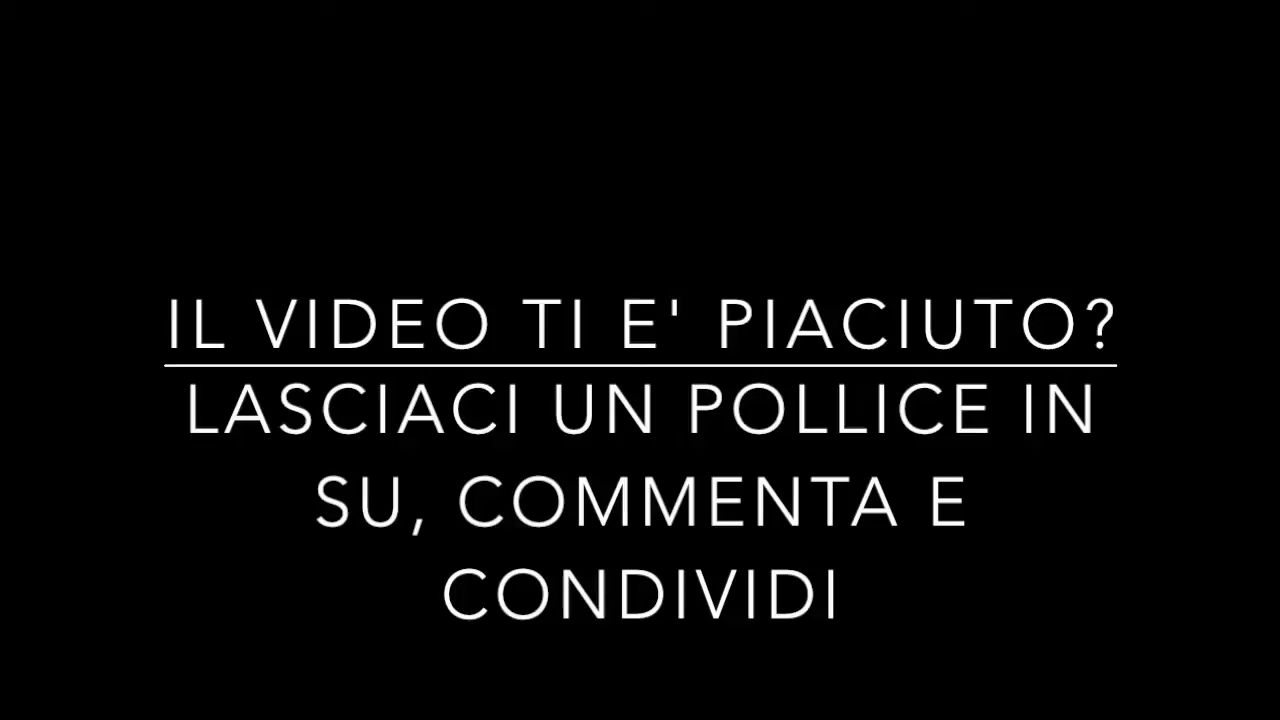 IL VIDEO TI E' PIACIUTO?
LASCIACI UN POLLICE IN
SU, COMMENTA E
CONDIVIDI